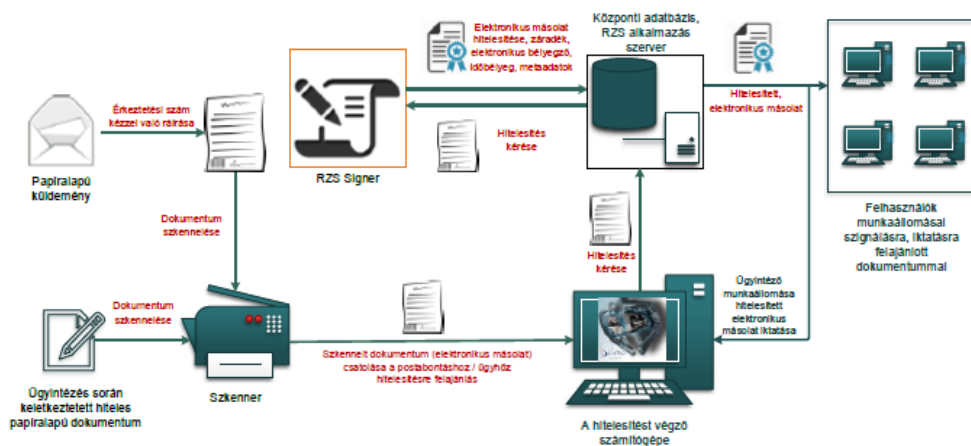 Elektronikus másolat
hitelesítése, záradék,
elektronikus bélyegző,
időbélyeg, metaadatok
Központi adatbázis,
RZS alkalmazás
szerver
Hitelesített,
elektronikus másolat
Érkeztetési szám
kézzel való ráírása
Hitelesítés
kérése
Papíralapú
küldemény
RZS Signer
Dokumentum
szkennelése
Hitelesítés
kérése
Felhasználók
munkaállomásai
szignálásra, iktatásra
felajánlott
dokumentummal
Dokumentum
szkennelése
Ügyintéző
munkaállomása
hitelesített
elektronikus
másolat iktatása
Szkennelt dokumentum (elektronikus másolat)
csatolása a postabontáshoz / ügyhöz
hitelesítésre felajánlás
Ügyintézés során
keletkeztetett hiteles
papíralapú dokumentum
Szkenner
A hitelesítést végző
számítógépe